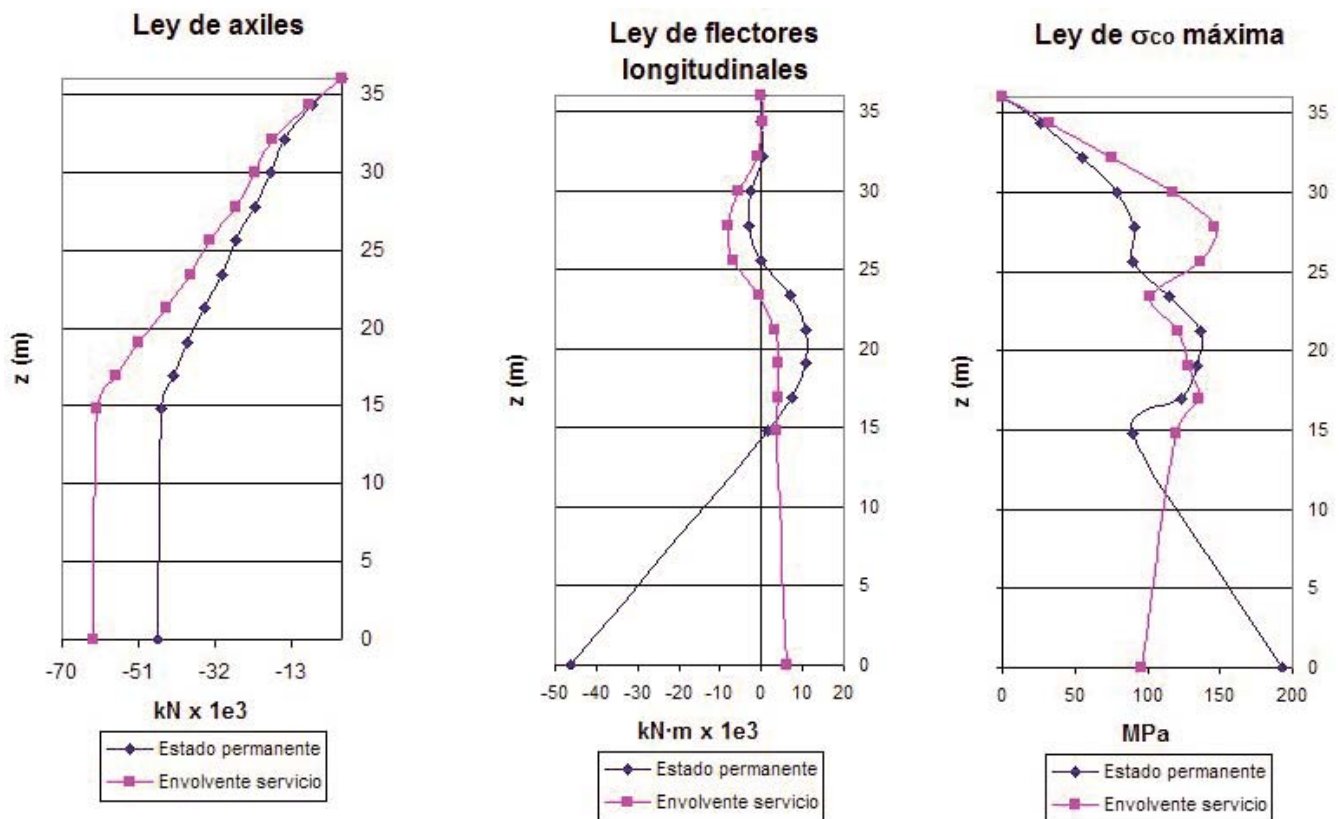 Ley de axiles
35
30
25
20
15
10
5
0
z (m)
-70 -51 -32 -13
kN x 1e3
Estado permanente
Envolvente servicio
Ley de flectores
longitudinales
35
30
25
20
15
10
5
0
z (m)
-50 -40 -30 -20 -10 0 10 20
kN·m x 1e3
Estado permanente
Envolvente servicio
Ley de σco máxima
35
30
25
20
15
10
5
0
z (m)
0 50 100 150 200
MPa
Estado permanente
Envolvente servicio